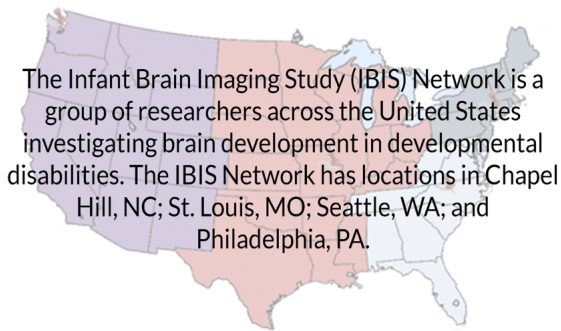 The Infant Brain Imaging Study (IBIS) Network is a
group of researchers across the United States
investigating brain development in developmental
disabilities. The IBIS Network has locations in Chapel
Hill, NC; St. Louis, MO; Seattle, WA; and
Philadelphia, PA.